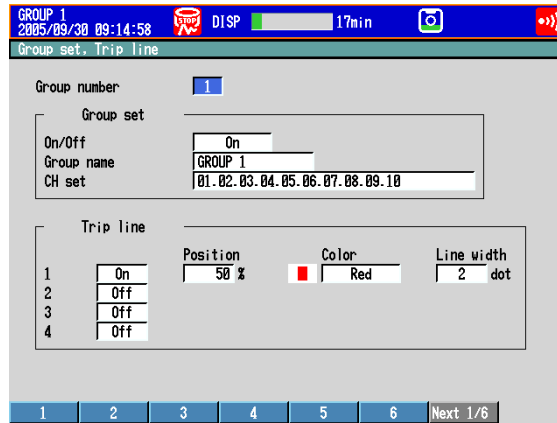 GROUP 1
2005/09/30 09:14:58 STOP DISP 17min
Group set, Trip line
Group number 1
Group set
On/Off On
Group name GROUP 1
CH set 01.02.03.04.05.06.07.08.09.10
Trip line
Position Color Line width
1 On 50 % Red 2 dot
2 Off
3 Off
4 Off
1 2 3 4 5 6 Next 1/6